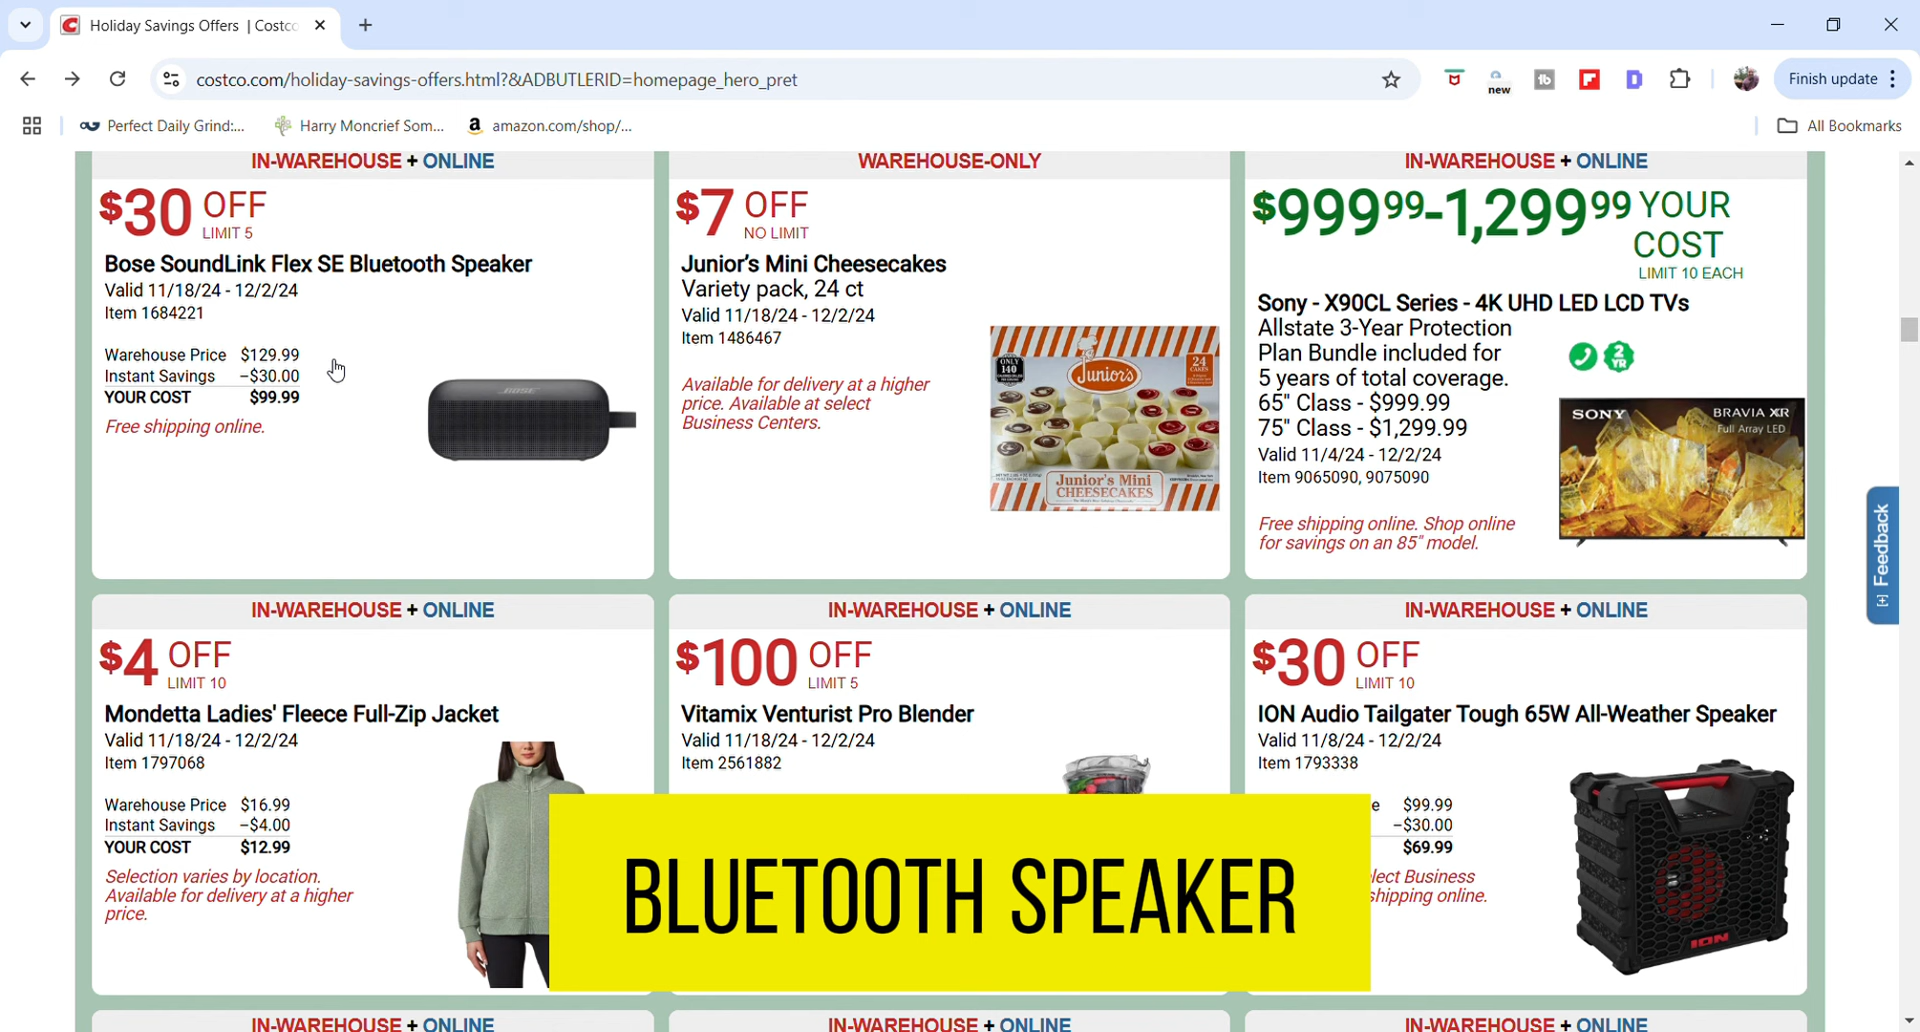 Holiday Savings Offers | Costc
costco.com/holiday-savings-offers.html?&ADBUTLERID=homepage_hero_pret
new
Finish update
Perfect Daily Grind:...
Harry Moncrief Som...
amazon.com/shop/...
All Bookmarks
IN-WAREHOUSE + ONLINE
$30 OFF
LIMIT 5
Bose SoundLink Flex SE Bluetooth Speaker
Valid 11/18/24 - 12/2/24
Item 1684221
Warehouse Price $129.99
Instant Savings –$30.00
YOUR COST $99.99
Free shipping online.
BOSE
WAREHOUSE-ONLY
$7 OFF
NO LIMIT
Junior’s Mini Cheesecakes
Variety pack, 24 ct
Valid 11/18/24 - 12/2/24
Item 1486467
Available for delivery at a higher
price. Available at select
Business Centers.
ONLY
140
24
CAKES
Junior's
Junior's Mini
CHEESECAKES
IN-WAREHOUSE + ONLINE
$999 99-1,299 99 YOUR
COST
LIMIT 10 EACH
Sony - X90CL Series - 4K UHD LED LCD TVs
Allstate 3-Year Protection
Plan Bundle included for
5 years of total coverage.
65" Class - $999.99
75" Class - $1,299.99
Valid 11/4/24 - 12/2/24
Item 9065090, 9075090
Free shipping online. Shop online
for savings on an 85" model.
2
YR
SONY
BRAVIA XR
Full Array LED
[+] Feedback
IN-WAREHOUSE + ONLINE
$4 OFF
LIMIT 10
Mondetta Ladies' Fleece Full-Zip Jacket
Valid 11/18/24 - 12/2/24
Item 1797068
Warehouse Price $16.99
Instant Savings –$4.00
YOUR COST $12.99
Selection varies by location.
Available for delivery at a higher
price.
IN-WAREHOUSE + ONLINE
$100 OFF
LIMIT 5
Vitamix Venturist Pro Blender
Valid 11/18/24 - 12/2/24
Item 2561882
IN-WAREHOUSE + ONLINE
$30 OFF
LIMIT 10
ION Audio Tailgater Tough 65W All-Weather Speaker
Valid 11/8/24 - 12/2/24
Item 1793338
e $99.99
–$30.00
$69.99
lect Business
shipping online.
ION
BLUETOOTH SPEAKER
IN-WAREHOUSE + ONLINE
IN-WAREHOUSE + ONLINE
IN-WAREHOUSE + ONLINE